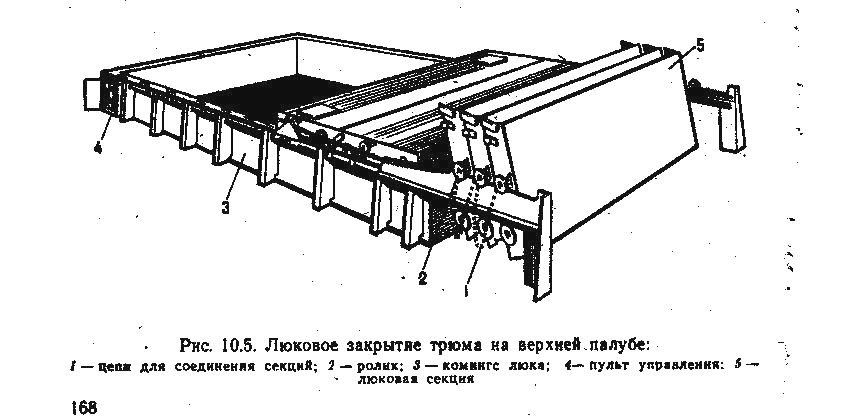 5
4
3
2
1
Рис. 10.5. Люковое закрытие трюма на верхней палубе:
1 — цепи для соединения секций; 2 — ролик; 3 — комингс люка; 4 — пульт управления; 5 —
люковая секция
168